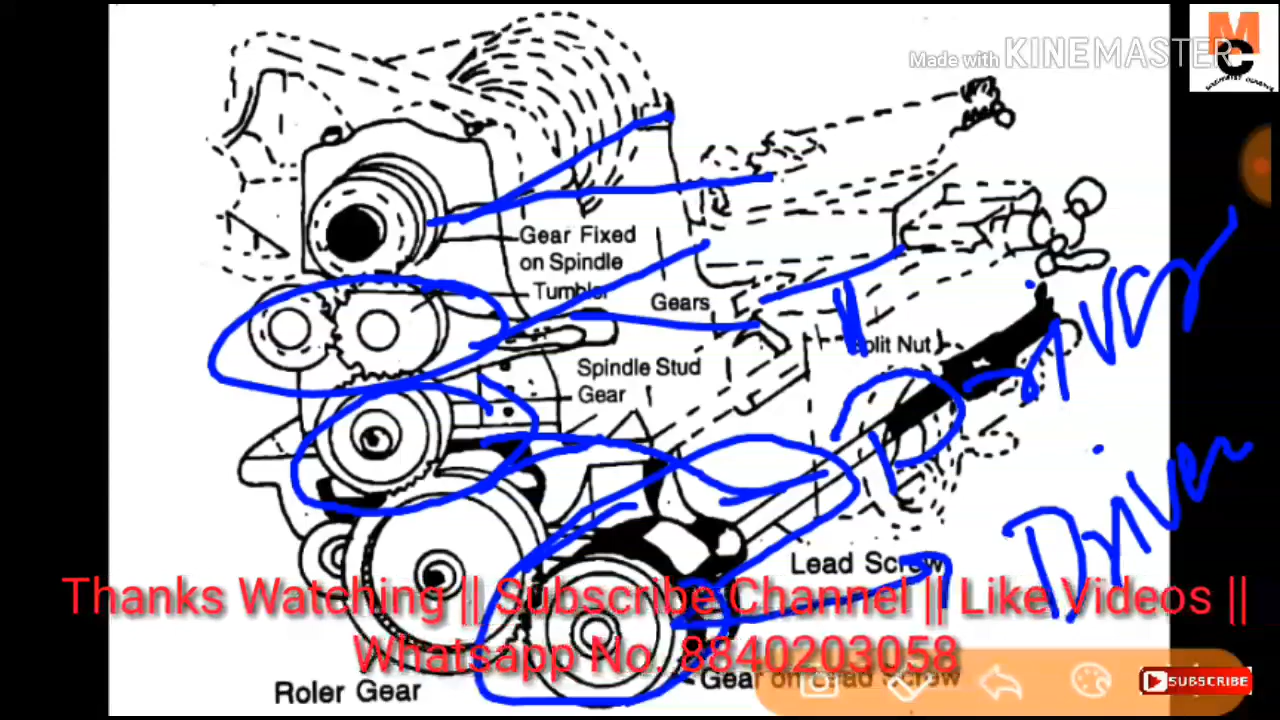 M
C
Made with KINEMASTER
Gear Fixed
on Spindle
Tumbler
Gears
Split Nut
Spindle Stud
Gear
Driver
Driven
Lead Screw
Thanks Watching || Subscribe Channel || Like Videos ||
Whatsapp No. 8840203058
Gear on Lead Screw
Roler Gear
SUBSCRIBE